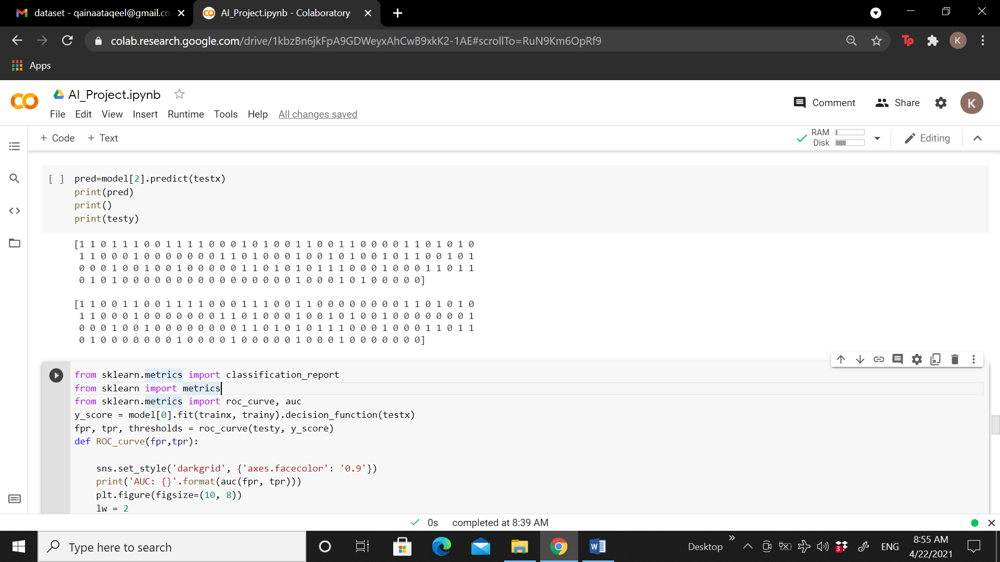 dataset - qainaataqeel@gmail.co
AI_Project.ipynb - Colaboratory
colab.research.google.com/drive/1kbzBn6jkFpA9GDWeyxAhCwB9xkK2-1AE#scrollTo=RuN9Km6OpRf9
Tp
K
Apps
AI_Project.ipynb
Comment
Share
K
File Edit View Insert Runtime Tools Help All changes saved
+ Code + Text
RAM
Disk
Editing
[ ] pred=model[2].predict(testx)
print(pred)
print()
print(testy)
[1 1 0 1 1 1 0 0 1 1 1 1 0 0 0 1 0 1 0 0 1 1 0 0 1 1 0 0 0 0 1 1 0 1 0 1 0
1 1 0 0 0 1 0 0 0 0 0 0 0 1 1 0 1 0 0 0 1 0 0 1 0 1 0 0 1 0 1 1 0 0 1 0 1
0 0 0 1 0 0 1 0 0 1 0 0 0 0 0 1 1 0 1 0 1 0 1 1 1 0 0 0 1 0 0 0 1 1 0 1 1
0 1 0 1 0 0 0 0 0 0 0 0 0 0 0 0 0 0 0 0 1 0 0 0 1 0 1 0 0 0 0 0]
[1 1 0 0 1 1 0 0 1 1 1 1 0 0 0 1 1 1 0 0 1 1 0 0 0 0 0 0 0 0 1 1 0 1 0 1 0
1 1 0 0 0 1 0 0 0 0 0 0 0 1 1 0 1 0 0 0 1 0 0 1 0 1 0 0 1 0 0 0 0 0 0 0 1
0 0 0 1 0 0 1 0 0 0 0 0 0 0 0 1 1 0 1 0 1 0 1 1 1 0 0 0 1 0 0 0 1 1 0 1 1
0 1 0 0 0 0 0 0 0 1 0 0 0 0 1 0 0 0 0 0 1 0 0 0 1 0 0 0 0 0 0 0]
from sklearn.metrics import classification_report
from sklearn import metrics
from sklearn.metrics import roc_curve, auc
y_score = model[0].fit(trainx, trainy).decision_function(testx)
fpr, tpr, thresholds = roc_curve(testy, y_score)
def ROC_curve(fpr,tpr):
sns.set_style('darkgrid', {'axes.facecolor': '0.9'})
print('AUC: {}'.format(auc(fpr, tpr)))
plt.figure(figsize=(10, 8))
lw = 2
0s completed at 8:39 AM
Type here to search
W
Desktop
3
ENG
8:55 AM
4/22/2021